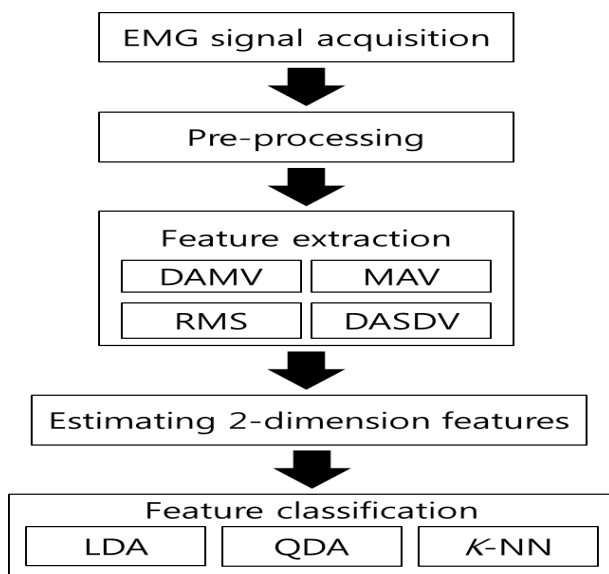 EMG signal acquisition
Pre-processing
Feature extraction
DAMV MAV
RMS DASDV
Estimating 2-dimension features
Feature classification
LDA QDA K-NN